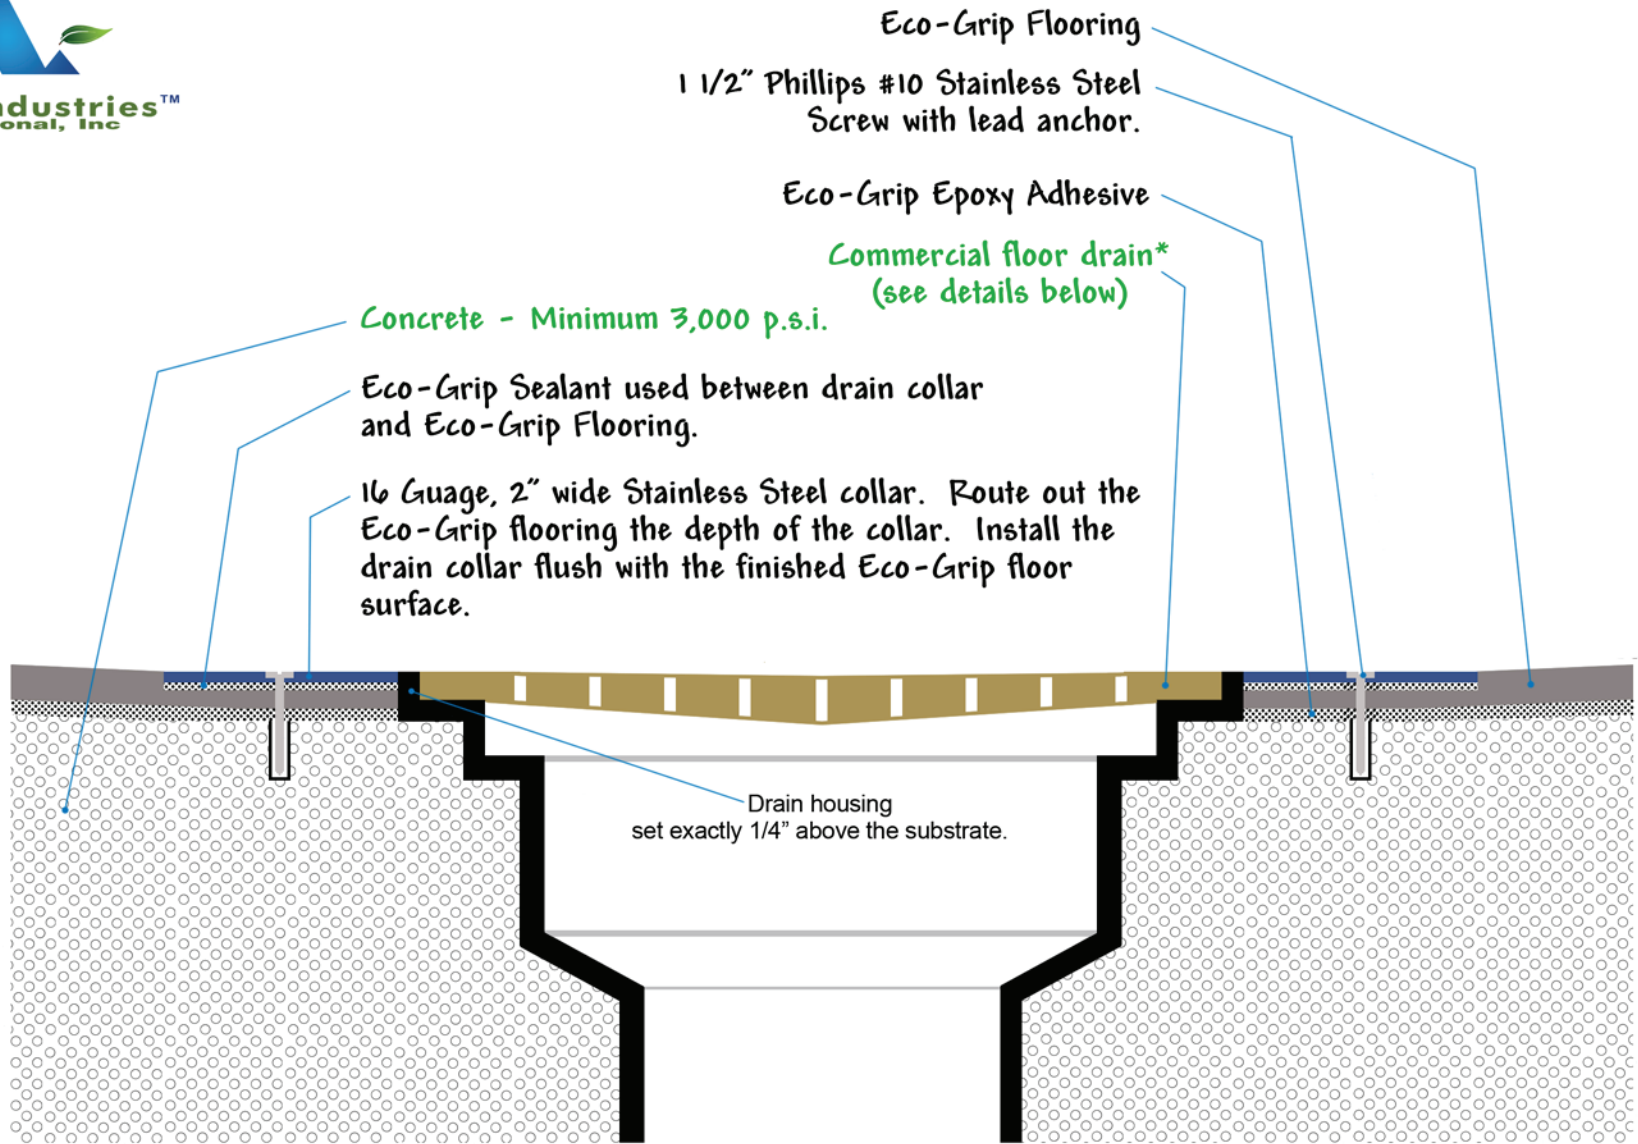 ndustries™
onal, Inc
Eco-Grip Flooring
1 1/2" Phillips #10 Stainless Steel
Screw with lead anchor.
Eco-Grip Epoxy Adhesive
Commercial floor drain*
(see details below)
Concrete - Minimum 3,000 p.s.i.
Eco-Grip Sealant used between drain collar
and Eco-Grip Flooring.
16 Guage, 2" wide Stainless Steel collar. Route out the
Eco-Grip flooring the depth of the collar. Install the
drain collar flush with the finished Eco-Grip floor
surface.
Drain housing
set exactly 1/4" above the substrate.